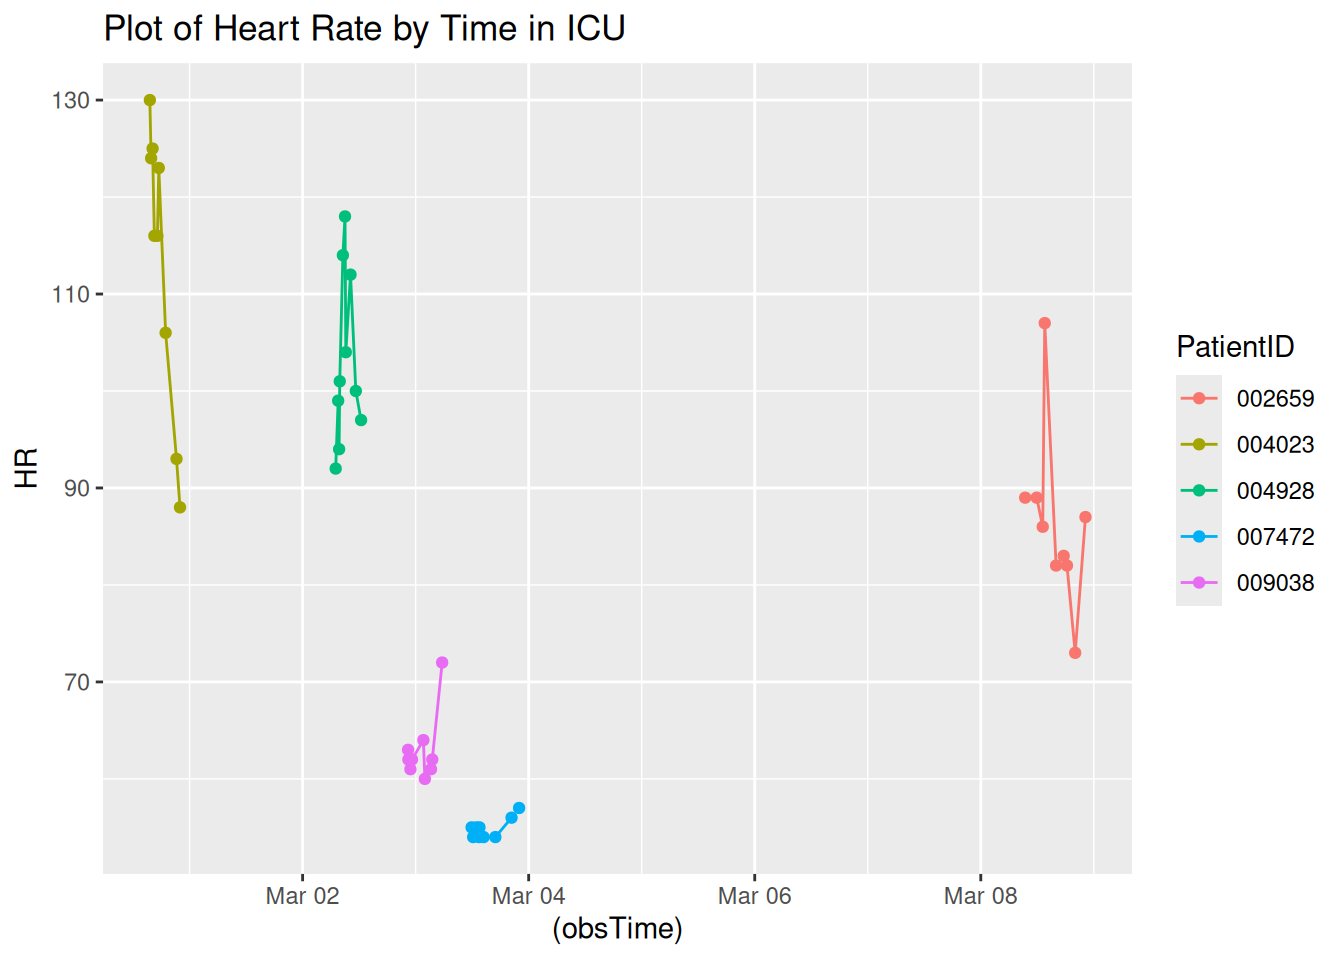 Plot of Heart Rate by Time in ICU
130
110
90
70
HR
Mar 02
Mar 04
Mar 06
Mar 08
(obsTime)
PatientID
002659
004023
004928
007472
009038